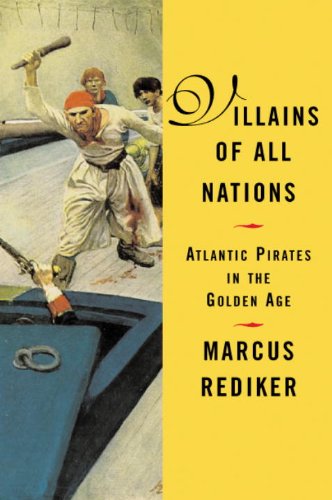 VILLAINS
OF ALL
NATIONS
ATLANTIC PIRATES
IN THE
GOLDEN AGE
MARCUS
REDIKER